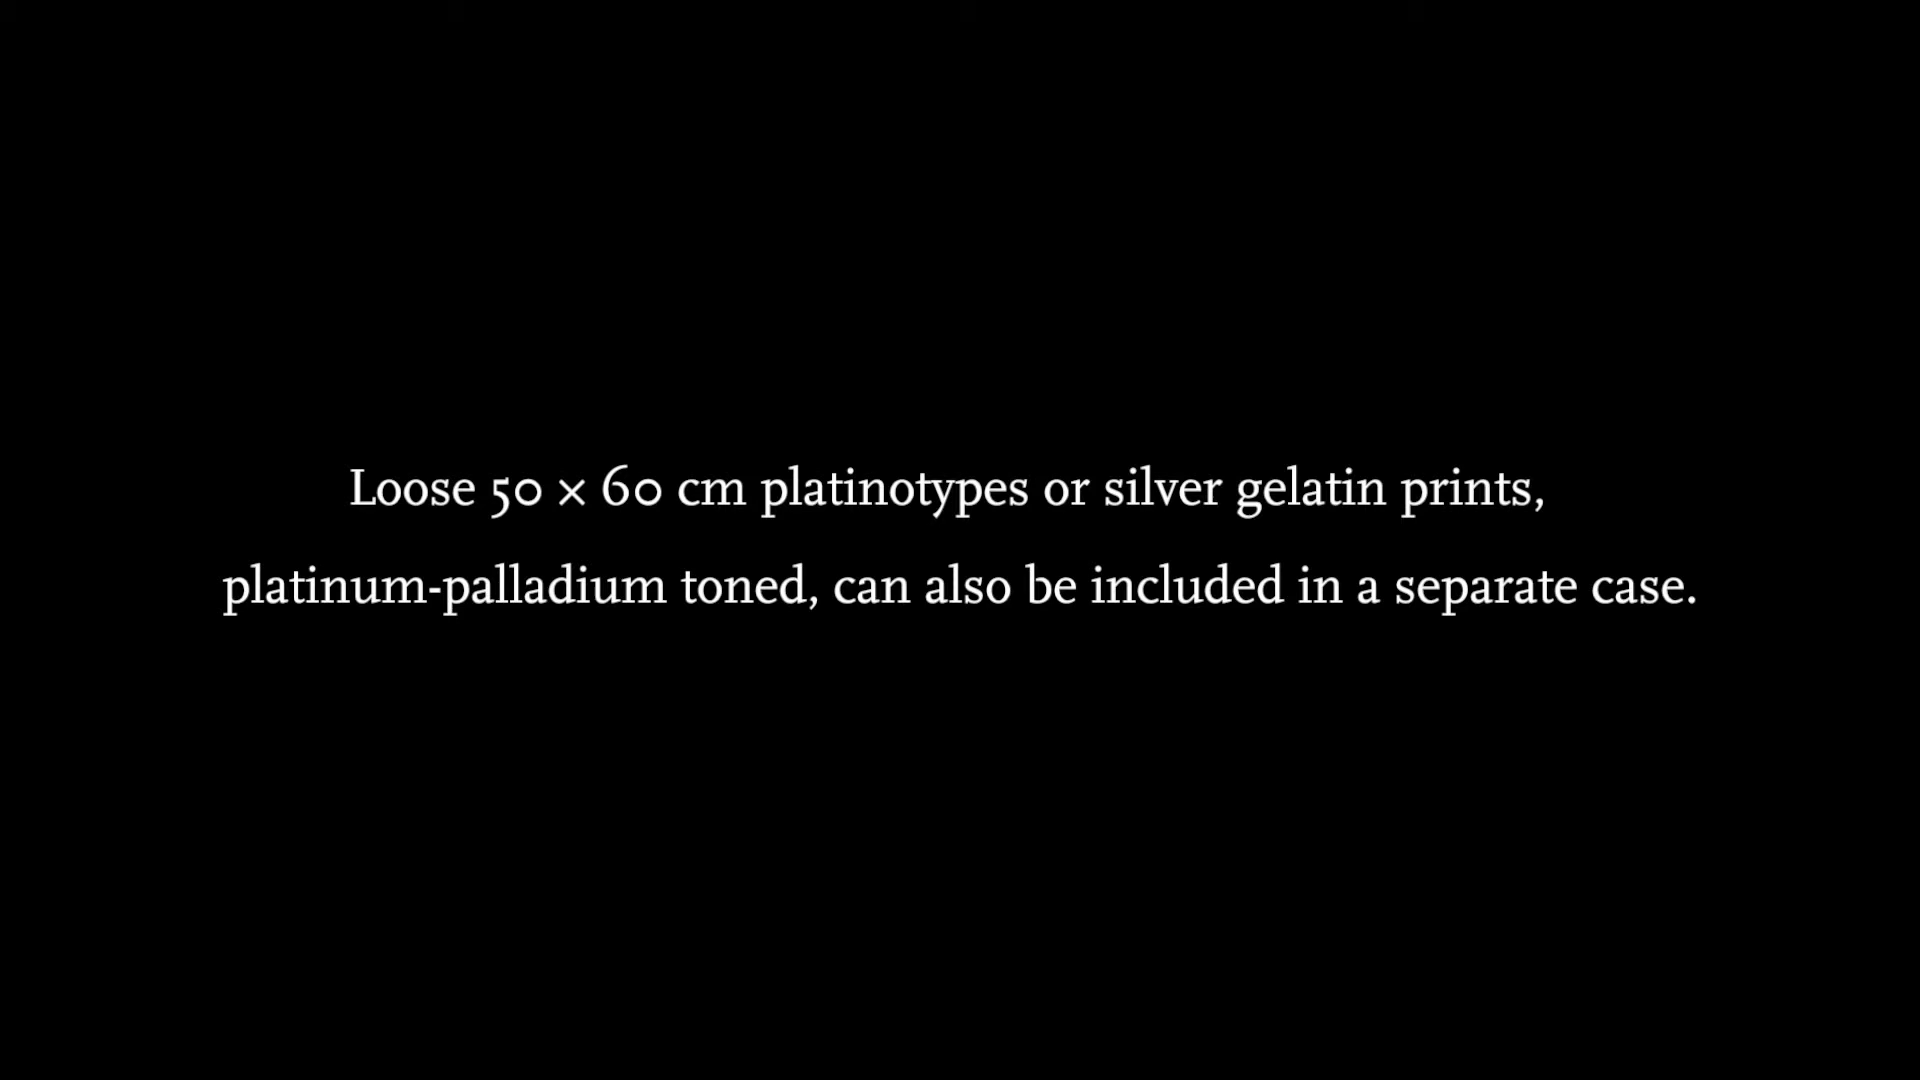 Loose 50 × 60 cm platinotypes or silver gelatin prints,
platinum-palladium toned, can also be included in a separate case.